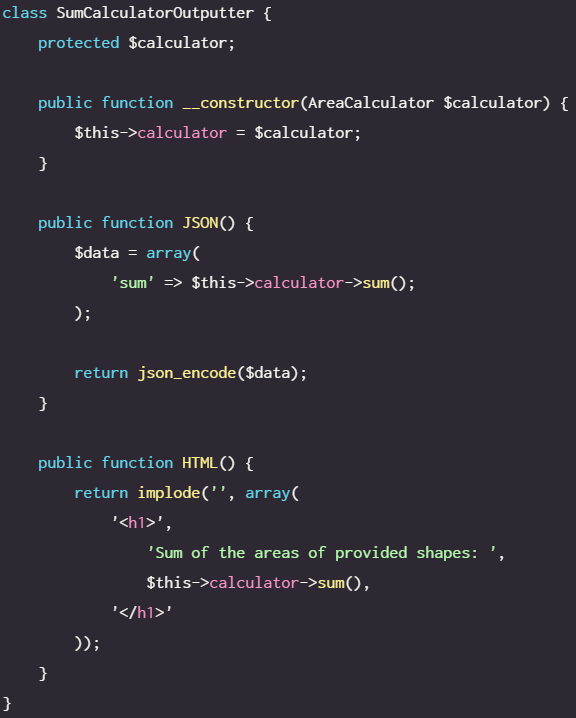 class SumCalculatorOutputter {
    protected $calculator;

    public function __constructor(AreaCalculator $calculator) {
        $this->calculator = $calculator;
    }

    public function JSON() {
        $data = array(
            'sum' => $this->calculator->sum();
        );

        return json_encode($data);
    }

    public function HTML() {
        return implode('', array(
            '<h1>',
                'Sum of the areas of provided shapes: ',
                $this->calculator->sum(),
            '</h1>'
        ));
    }
}